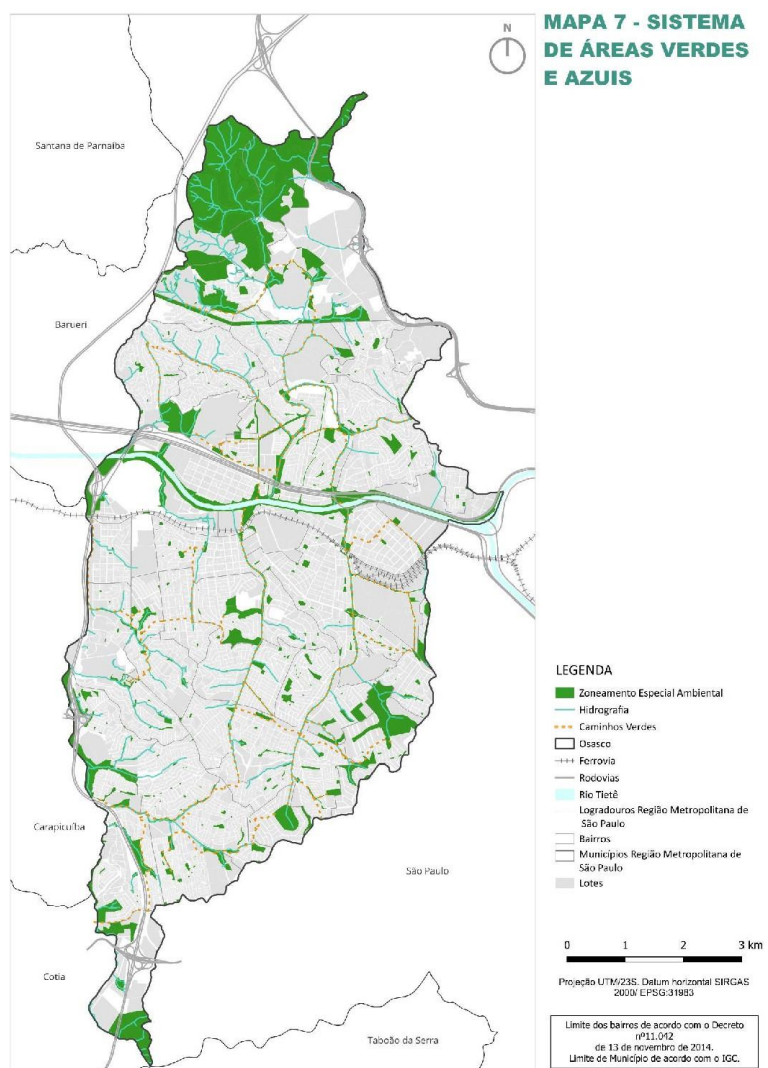 MAPA 7 - SISTEMA
DE ÁREAS VERDES
E AZUIS
N
Santana de Parnaíba
Barueri
Carapicuíba
São Paulo
Cotia
Taboão da Serra
LEGENDA
Zoneamento Especial Ambiental
Hidrografia
Caminhos Verdes
Osasco
Ferrovia
Rodovias
Rio Tietê
Logradouros Região Metropolitana de
São Paulo
Bairros
Municípios Região Metropolitana de
São Paulo
Lotes
0 1 2 3 km
Projeção UTM/23S. Datum horizontal SIRGAS
2000/ EPSG:31983
Limite dos bairros de acordo com o Decreto
nº11.042
de 13 de novembro de 2014.
Limite de Município de acordo com o IGC.